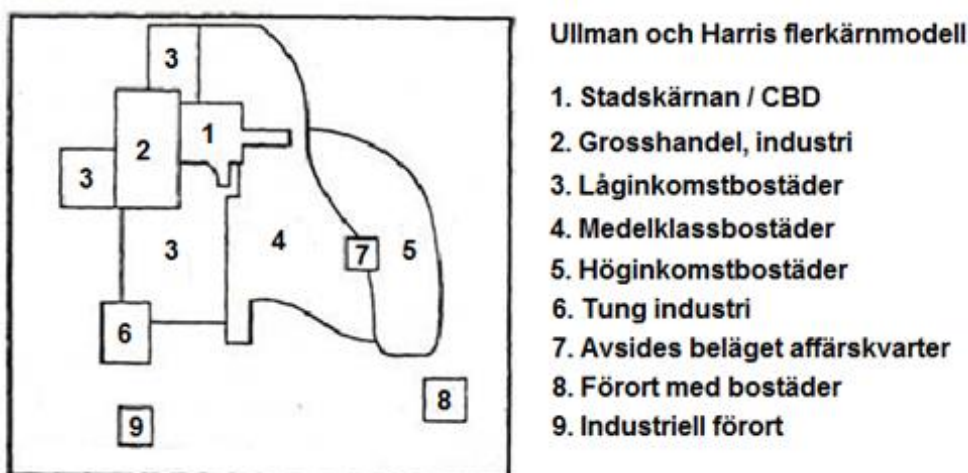 Ullman och Harris flerkärnmodell
1. Stadskärnan / CBD
2. Grosshandel, industri
3. Låginkomstbostäder
4. Medelklassbostäder
5. Höginkomstbostäder
6. Tung industri
7. Avsides beläget affärskvarter
8. Förort med bostäder
9. Industriell förort
3
1
2
3
3
4
7
5
6
8
9